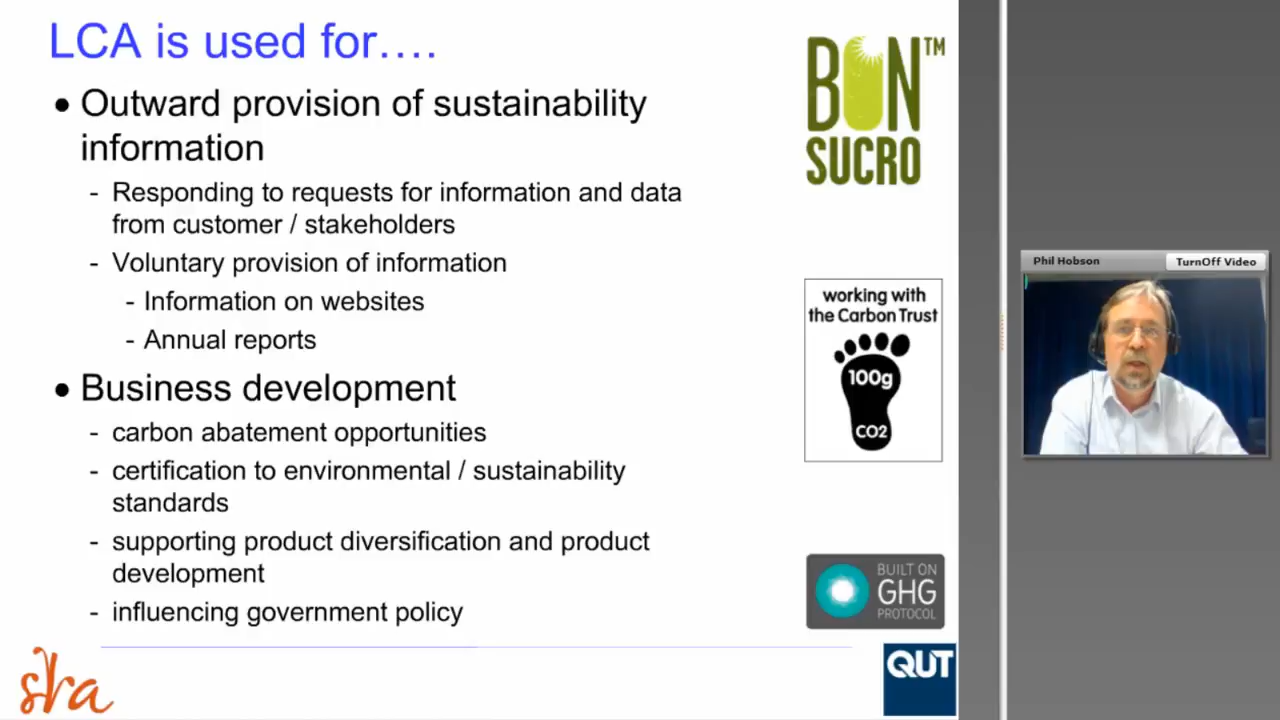 LCA is used for….
• Outward provision of sustainability
information
- Responding to requests for information and data
from customer / stakeholders
- Voluntary provision of information
- Information on websites
- Annual reports
• Business development
- carbon abatement opportunities
- certification to environmental / sustainability
standards
- supporting product diversification and product
development
- influencing government policy
BONSUCRO™
working with
the Carbon Trust
100g
CO2
BUILT ON
GHG
PROTOCOL
sra
QUT
Phil Hobson
TurnOff Video